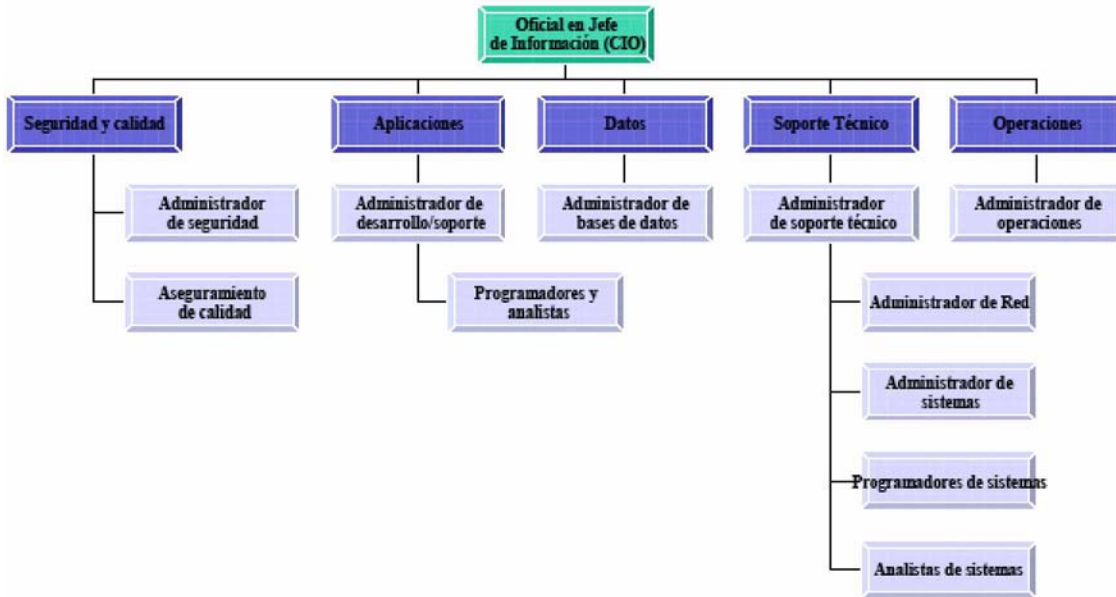 Oficial en Jefe
de Información (CIO)
Seguridad y calidad
Aplicaciones
Datos
Soporte Técnico
Operaciones
Administrador
de seguridad
Administrador de
desarrollo/soporte
Administrador de
bases de datos
Administrador
de soporte técnico
Administrador de
operaciones
Aseguramiento
de calidad
Programadores y
analistas
Administrador de Red
Administrador de
sistemas
Programadores de sistemas
Analistas de sistemas